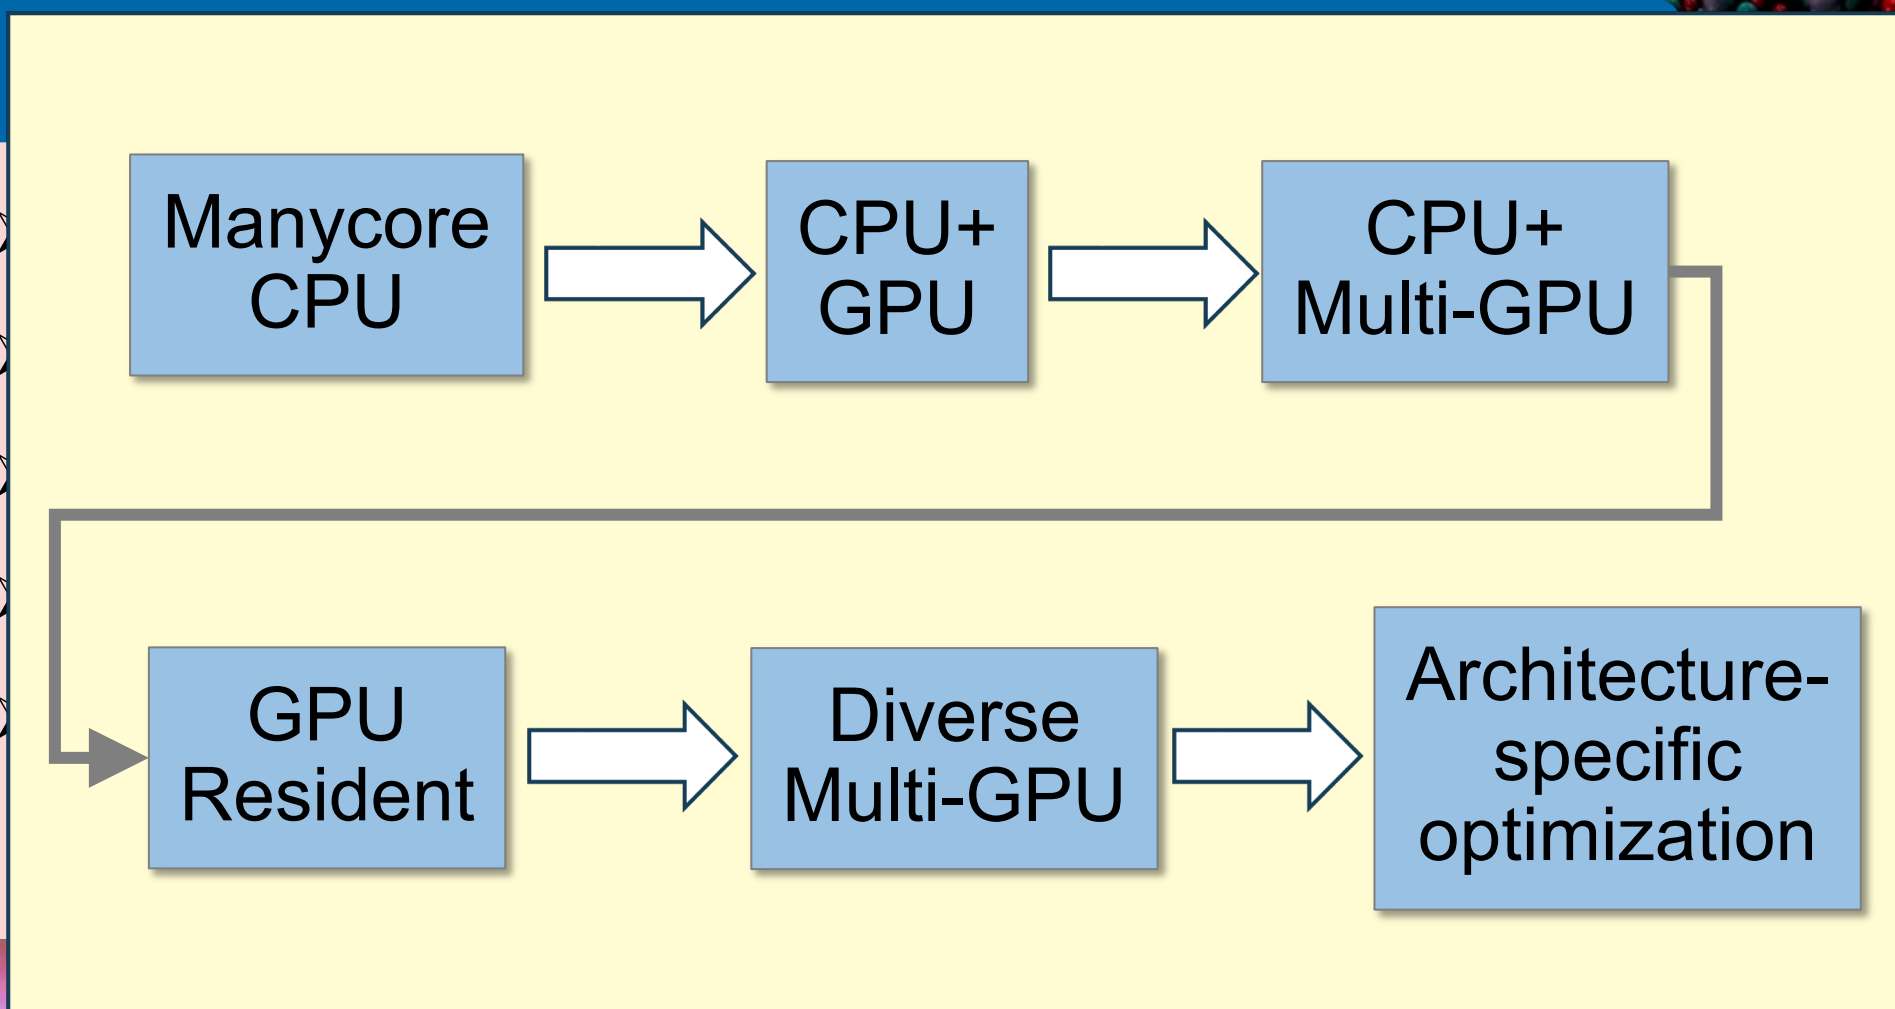 Manycore
CPU
CPU+
GPU
CPU+
Multi-GPU
GPU
Resident
Diverse
Multi-GPU
Architecture-
specific
optimization